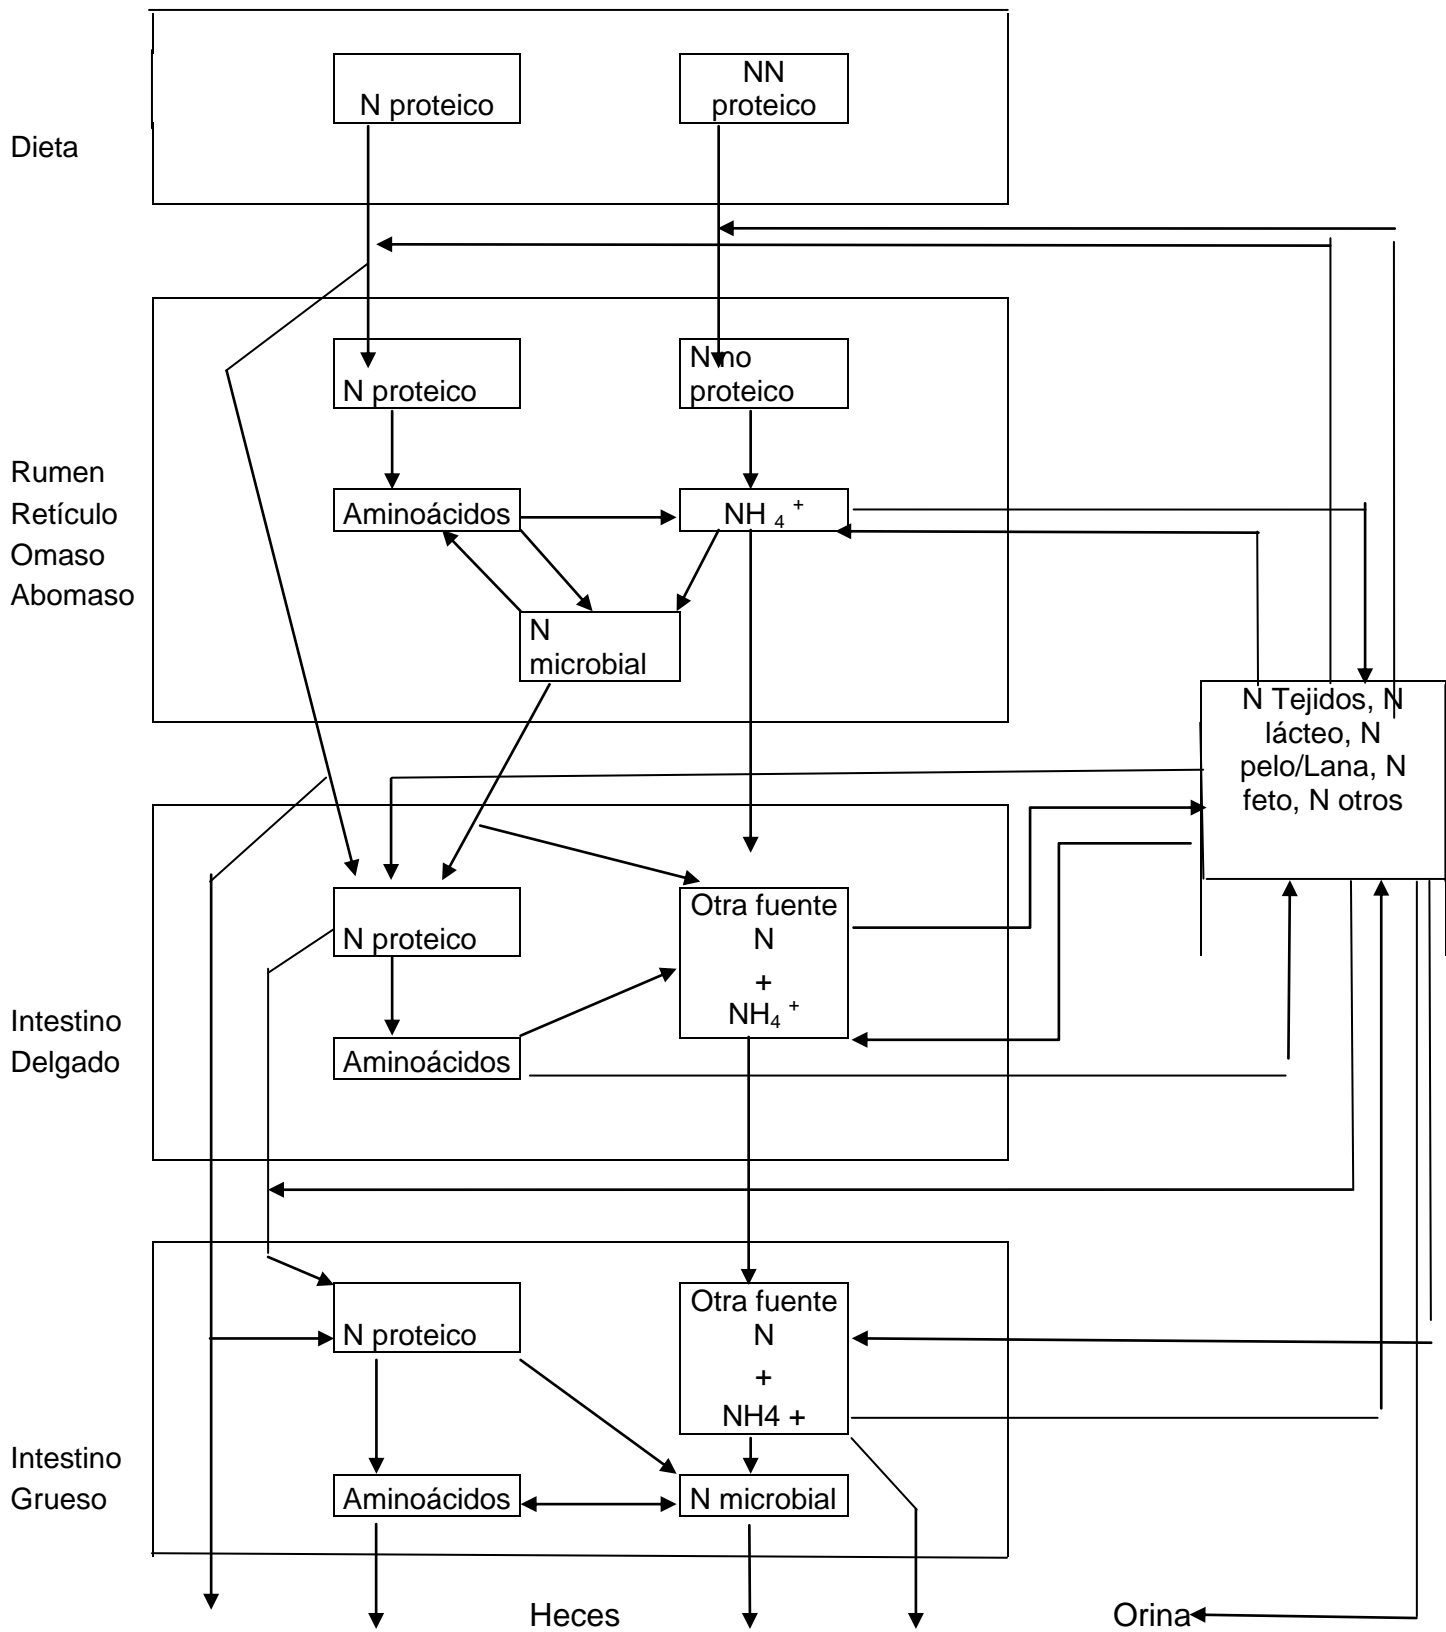 NN
N proteico
proteico
Dieta
N no
proteico
N proteico
Rumen
Retículo
Omaso
Abomaso
Aminoácidos
NH 4 +
N
microbial
N Tejidos, N
lácteo, N
pelo/Lana, N
feto, N otros
Otra fuente
N
+
NH4 +
N proteico
Intestino
Delgado
Aminoácidos
Otra fuente
N
+
NH4 +
N proteico
Intestino
Grueso
Aminoácidos
N microbial
Heces
Orina